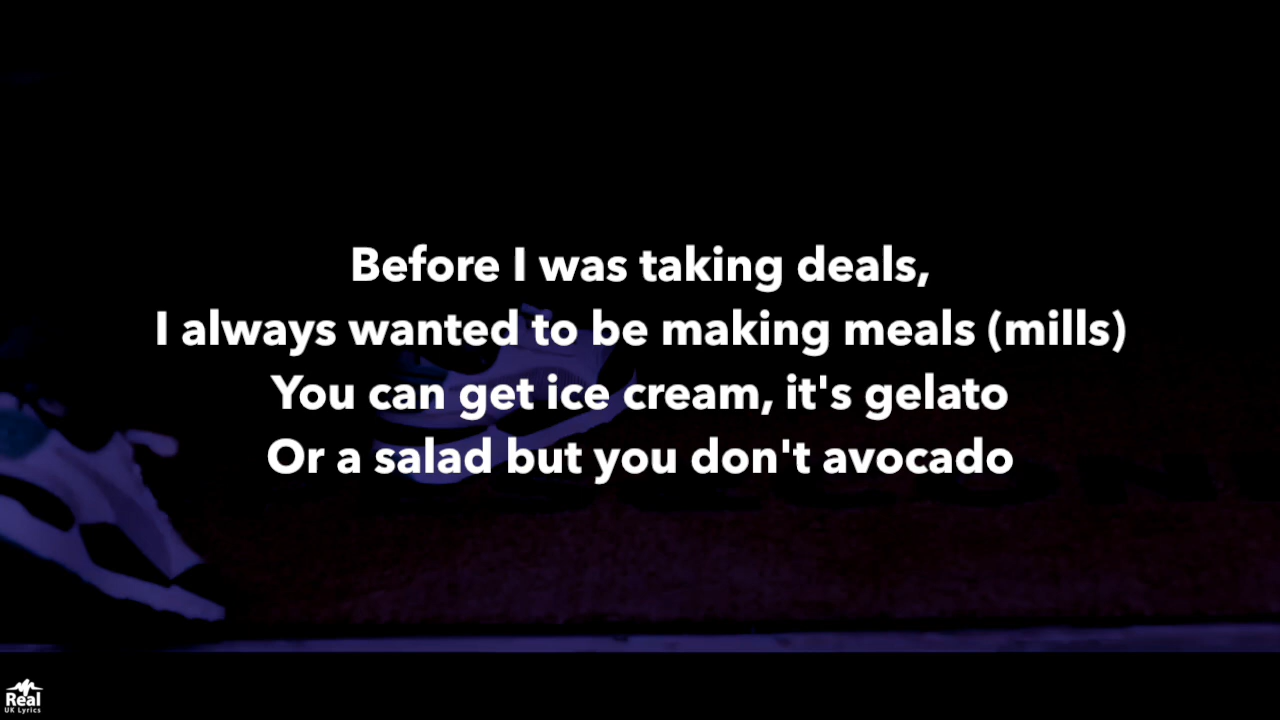 Before I was taking deals,
I always wanted to be making meals (mills)
You can get ice cream, it's gelato
Or a salad but you don't avocado
Real
UK Lyrics